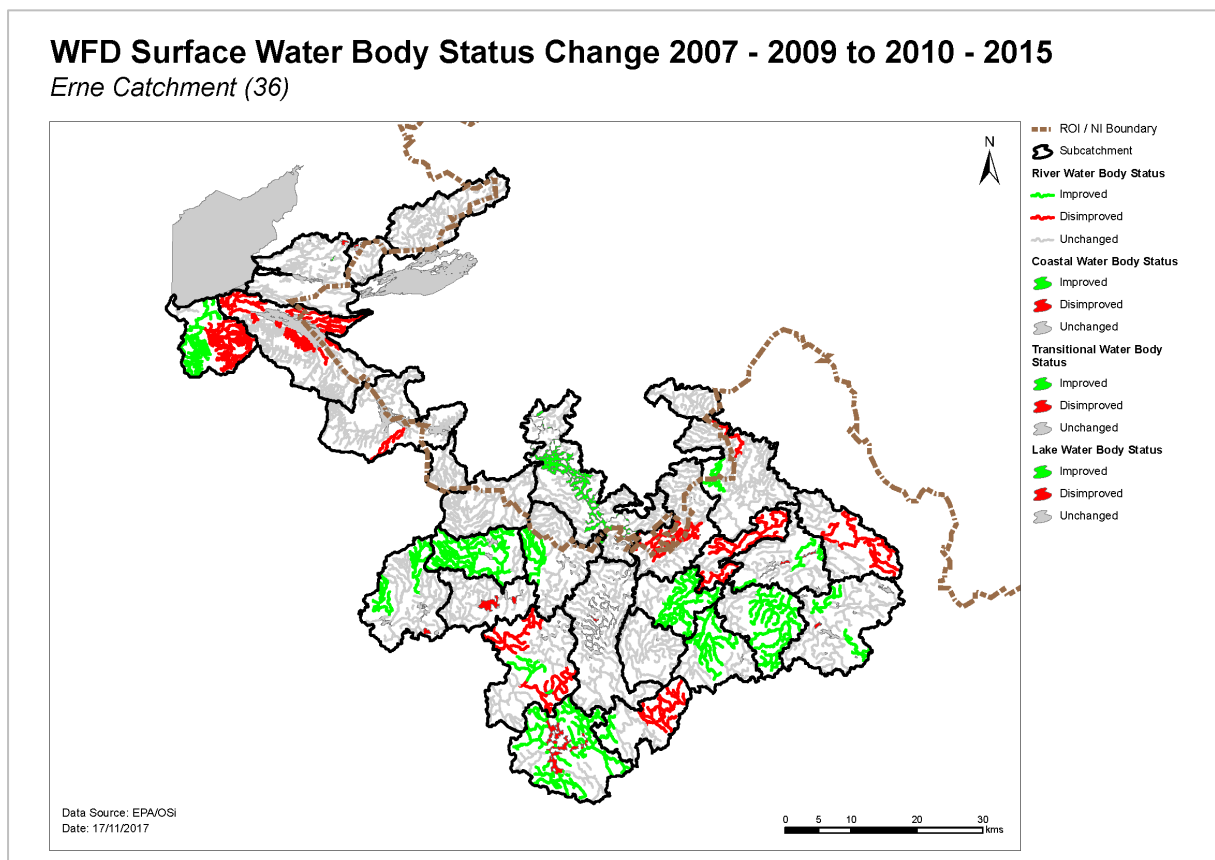 WFD Surface Water Body Status Change 2007 - 2009 to 2010 - 2015
Erne Catchment (36)
N
ROI / NI Boundary
Subcatchment
River Water Body Status
Improved
Disimproved
Unchanged
Coastal Water Body Status
Improved
Disimproved
Unchanged
Transitional Water Body
Status
Improved
Disimproved
Unchanged
Lake Water Body Status
Improved
Disimproved
Unchanged
Data Source: EPA/OSi
Date: 17/11/2017
0 5 10 20 30
kms